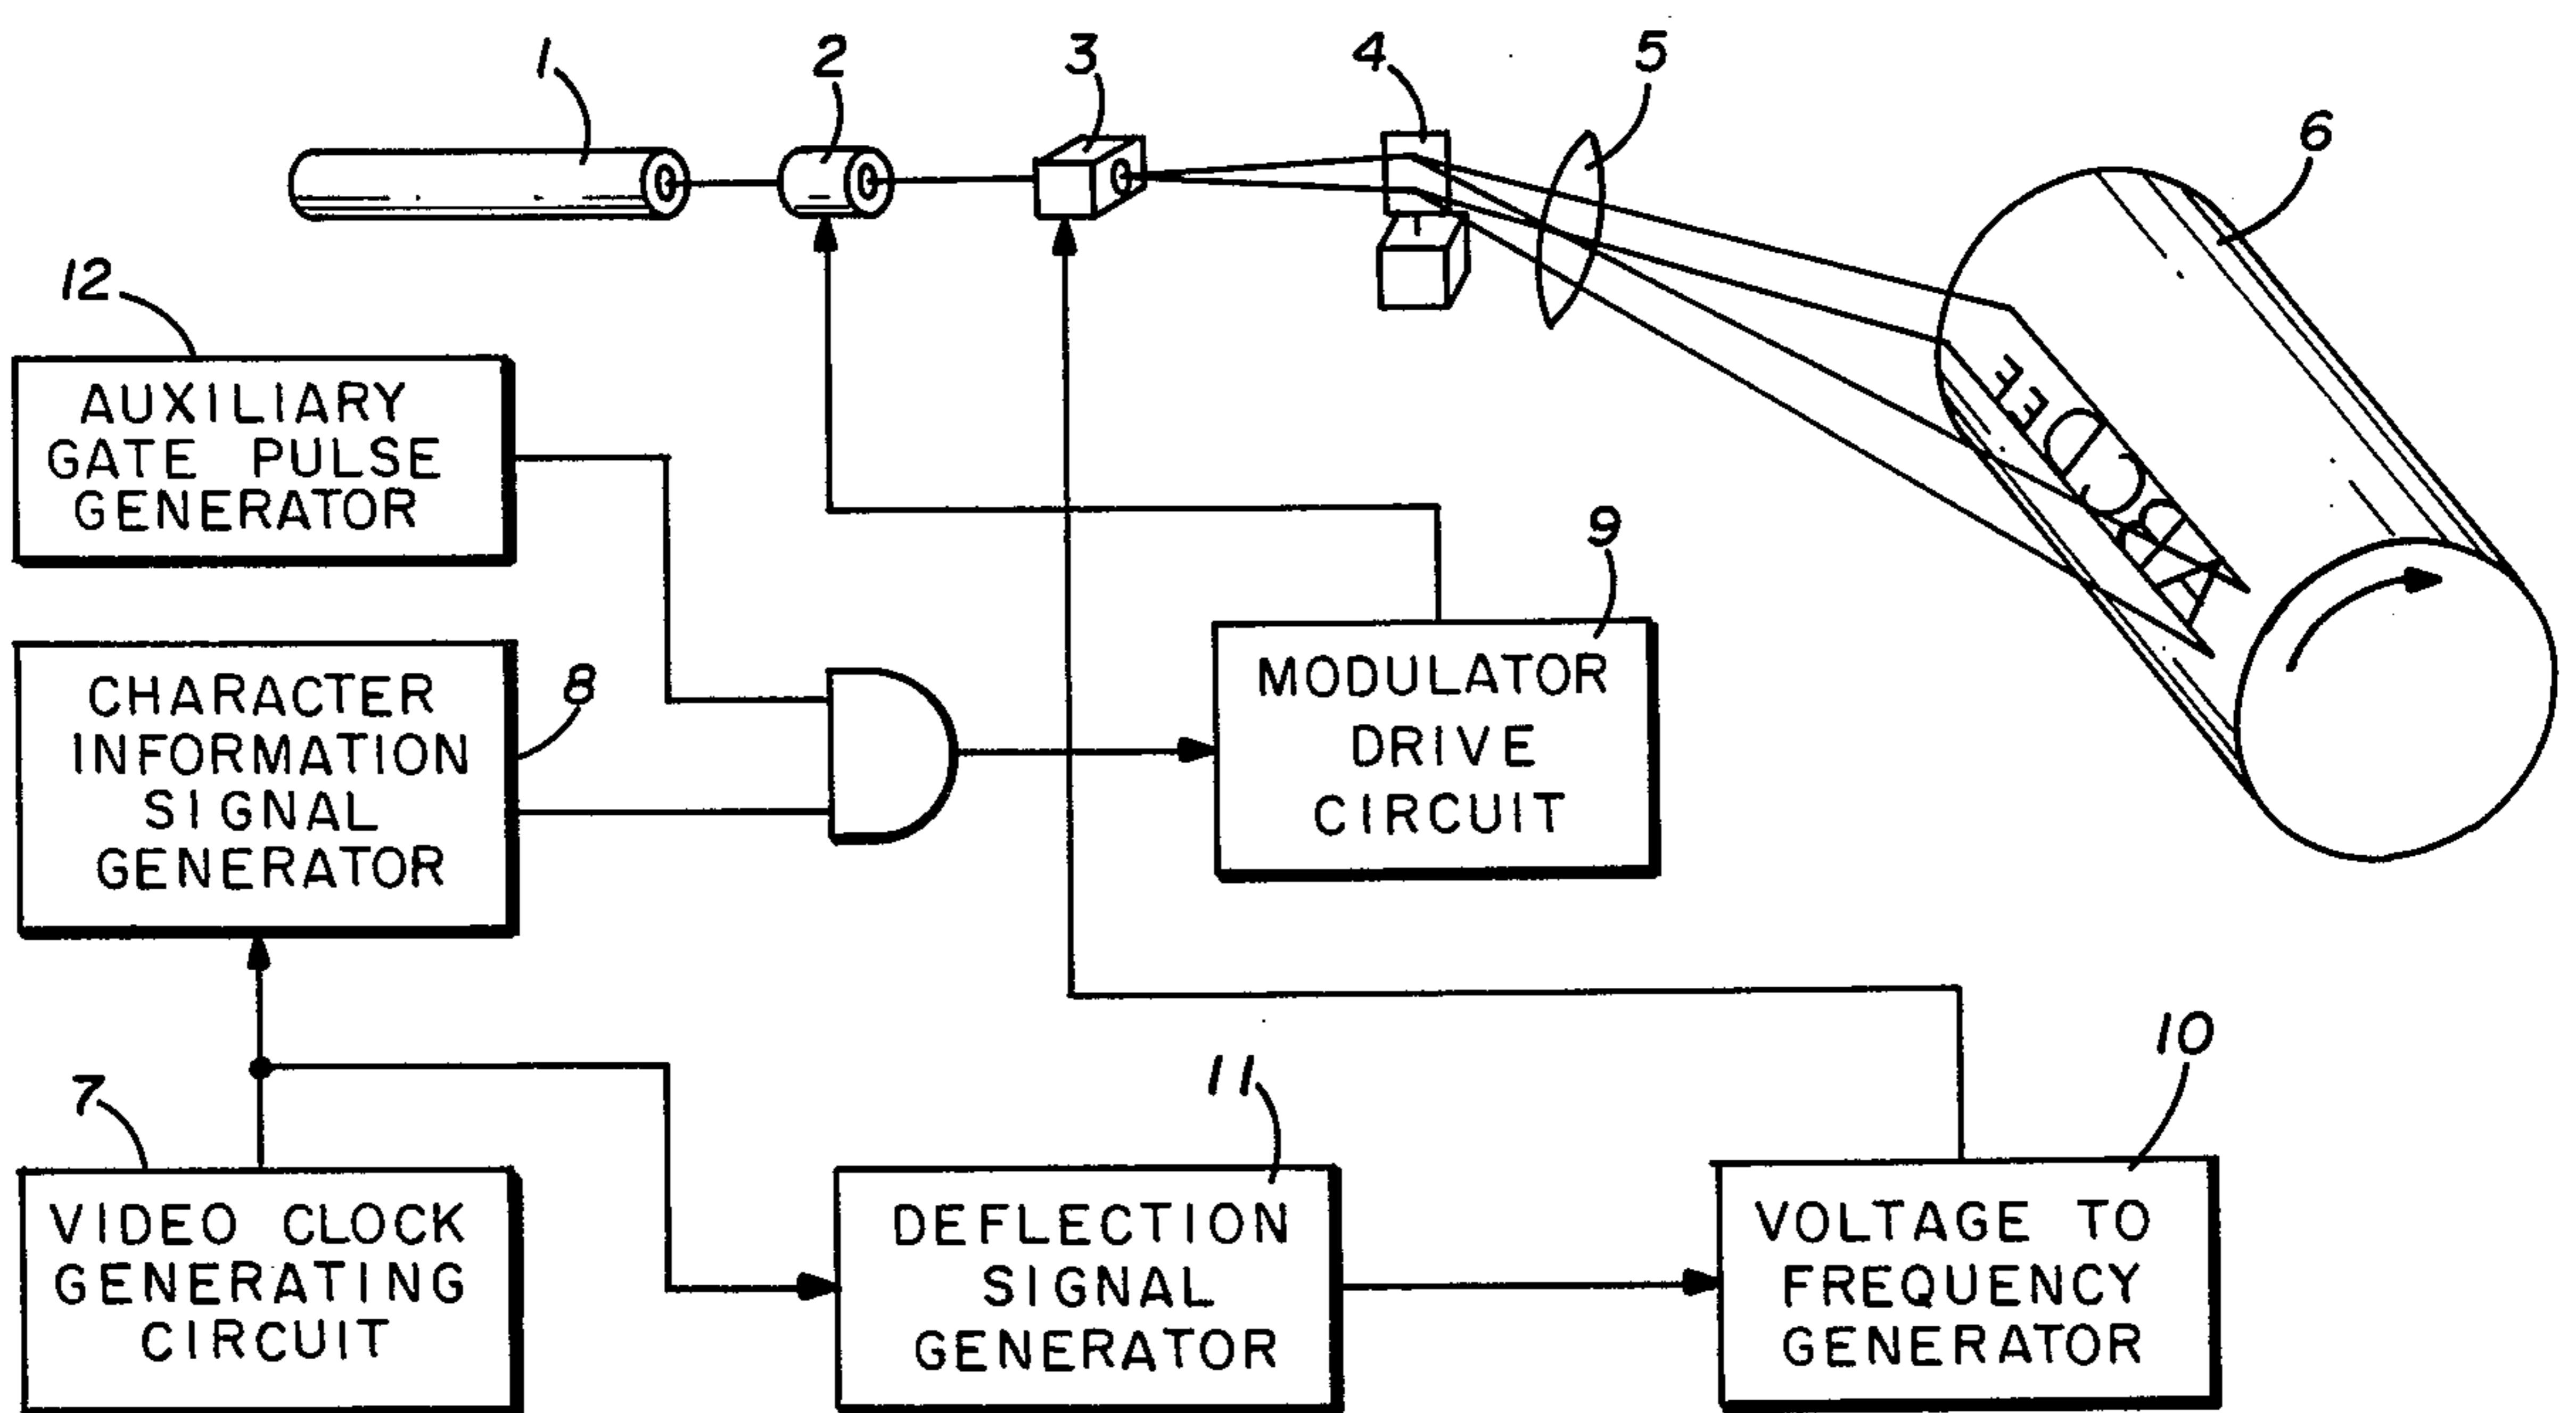 1
2
3
4
5
6
12
AUXILIARY
GATE PULSE
GENERATOR
CHARACTER
INFORMATION
SIGNAL
GENERATOR
8
9
MODULATOR
DRIVE
CIRCUIT
ABCDEE
7
VIDEO CLOCK
GENERATING
CIRCUIT
11
DEFLECTION
SIGNAL
GENERATOR
10
VOLTAGE TO
FREQUENCY
GENERATOR